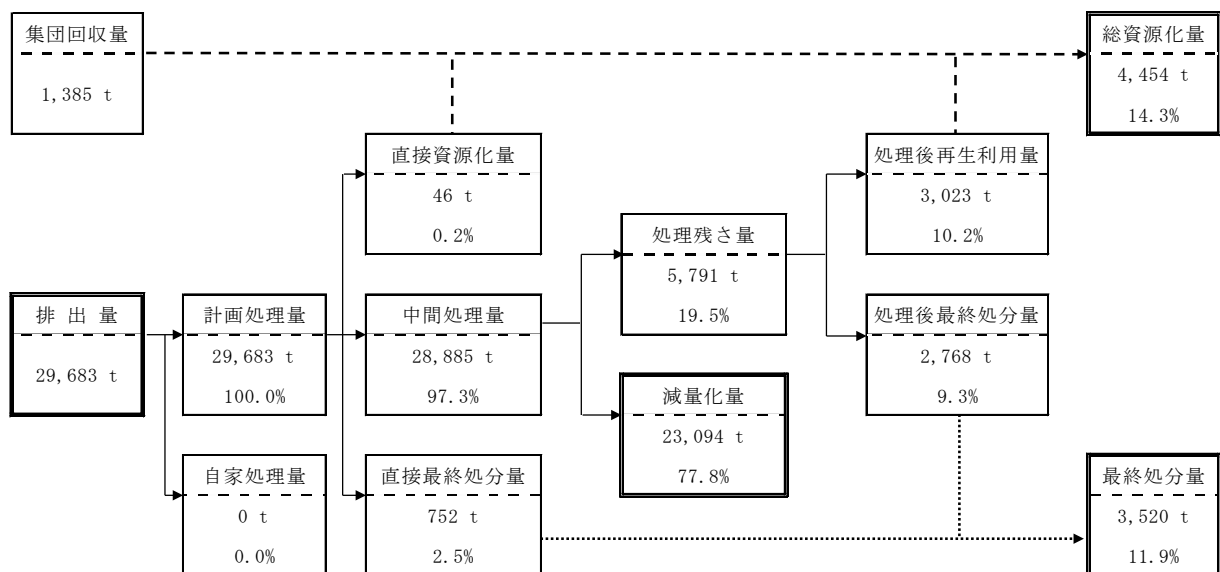 集団回収量
1,385 t
総資源化量
4,454 t
14.3%
直接資源化量
46 t
0.2%
処理後再生利用量
3,023 t
10.2%
処理残さ量
5,791 t
19.5%
排 出 量
29,683 t
計画処理量
29,683 t
100.0%
中間処理量
28,885 t
97.3%
処理後最終処分量
2,768 t
9.3%
減量化量
23,094 t
77.8%
自家処理量
0 t
0.0%
直接最終処分量
752 t
2.5%
最終処分量
3,520 t
11.9%